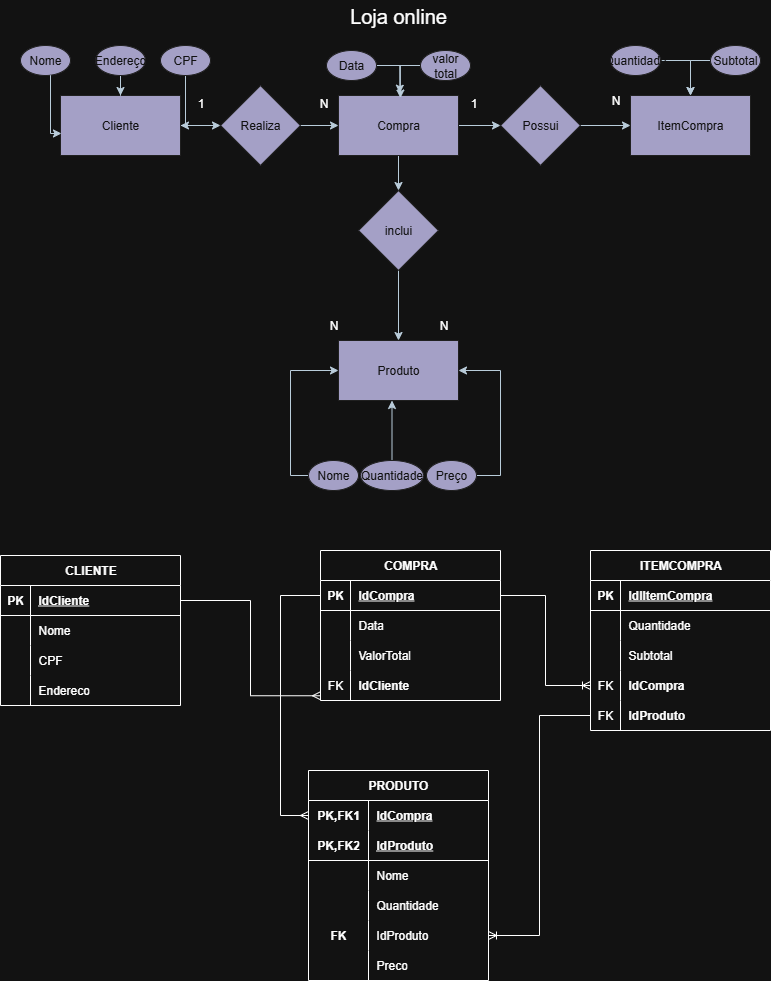 Loja online
Nome
Endereço
CPF
Data
valor
total
Quantidade
Subtotal
Cliente
1
Realiza
N
Compra
1
Possui
N
ItemCompra
inclui
N
N
Produto
Nome
Quantidade
Preço
CLIENTE
PK IdCliente
Nome
CPF
Endereco
COMPRA
PK IdCompra
Data
ValorTotal
FK IdCliente
ITEMCOMPRA
PK IdIItemCompra
Quantidade
Subtotal
FK IdCompra
FK IdProduto
PRODUTO
PK,FK1 IdCompra
PK,FK2 IdProduto
Nome
Quantidade
FK IdProduto
Preco